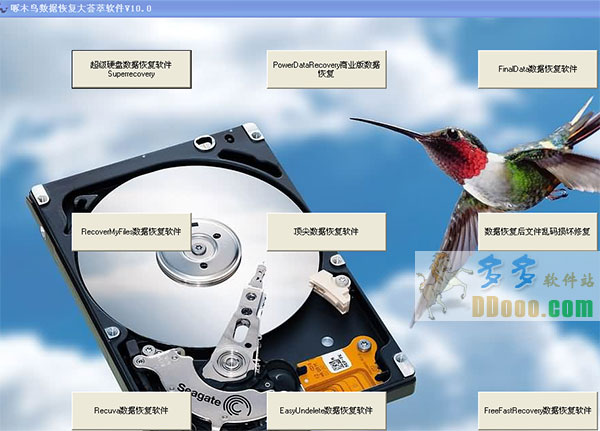 啄木鸟数据恢复大荟萃软件V10.0
超级硬盘数据恢复软件
Superrecovery
PowerDataRecovery商业版数据
恢复
FinalData数据恢复软件
RecoverMyFiles数据恢复软件
顶尖数据恢复软件
数据恢复后文件乱码损坏修复
多多软件站
DDooo.com
Seagate
Recuva数据恢复软件
EasyUndelete数据恢复软件
FreeFastRecovery数据恢复软件